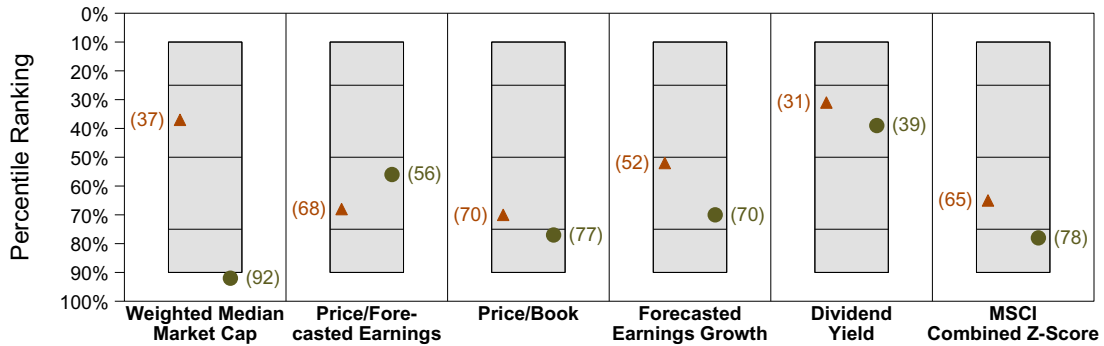 Percentile Ranking
0%
10%
20%
30%
40%
50%
60%
70%
80%
90%
100%
(37)
(92)
(68)
(56)
(70)
(77)
(52)
(70)
(31)
(39)
(65)
(78)
Weighted Median
Market Cap
Price/Fore-
casted Earnings
Price/Book
Forecasted
Earnings Growth
Dividend
Yield
MSCI
Combined Z-Score